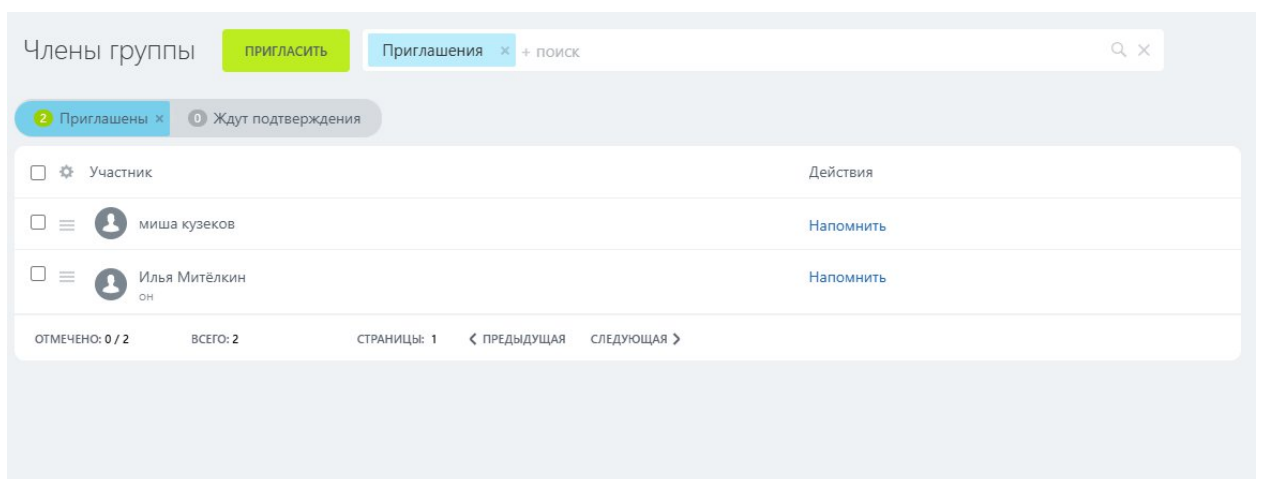 Члены группы ПРИГЛАСИТЬ Приглашения × + поиск
2 Приглашены × 0 Ждут подтверждения
Участник Действия
миша кузеков Напомнить
Илья Митёлкин Напомнить
он
ОТМЕЧЕНО: 0 / 2 ВСЕГО: 2 СТРАНИЦЫ: 1 ПРЕДЫДУЩАЯ СЛЕДУЮЩАЯ